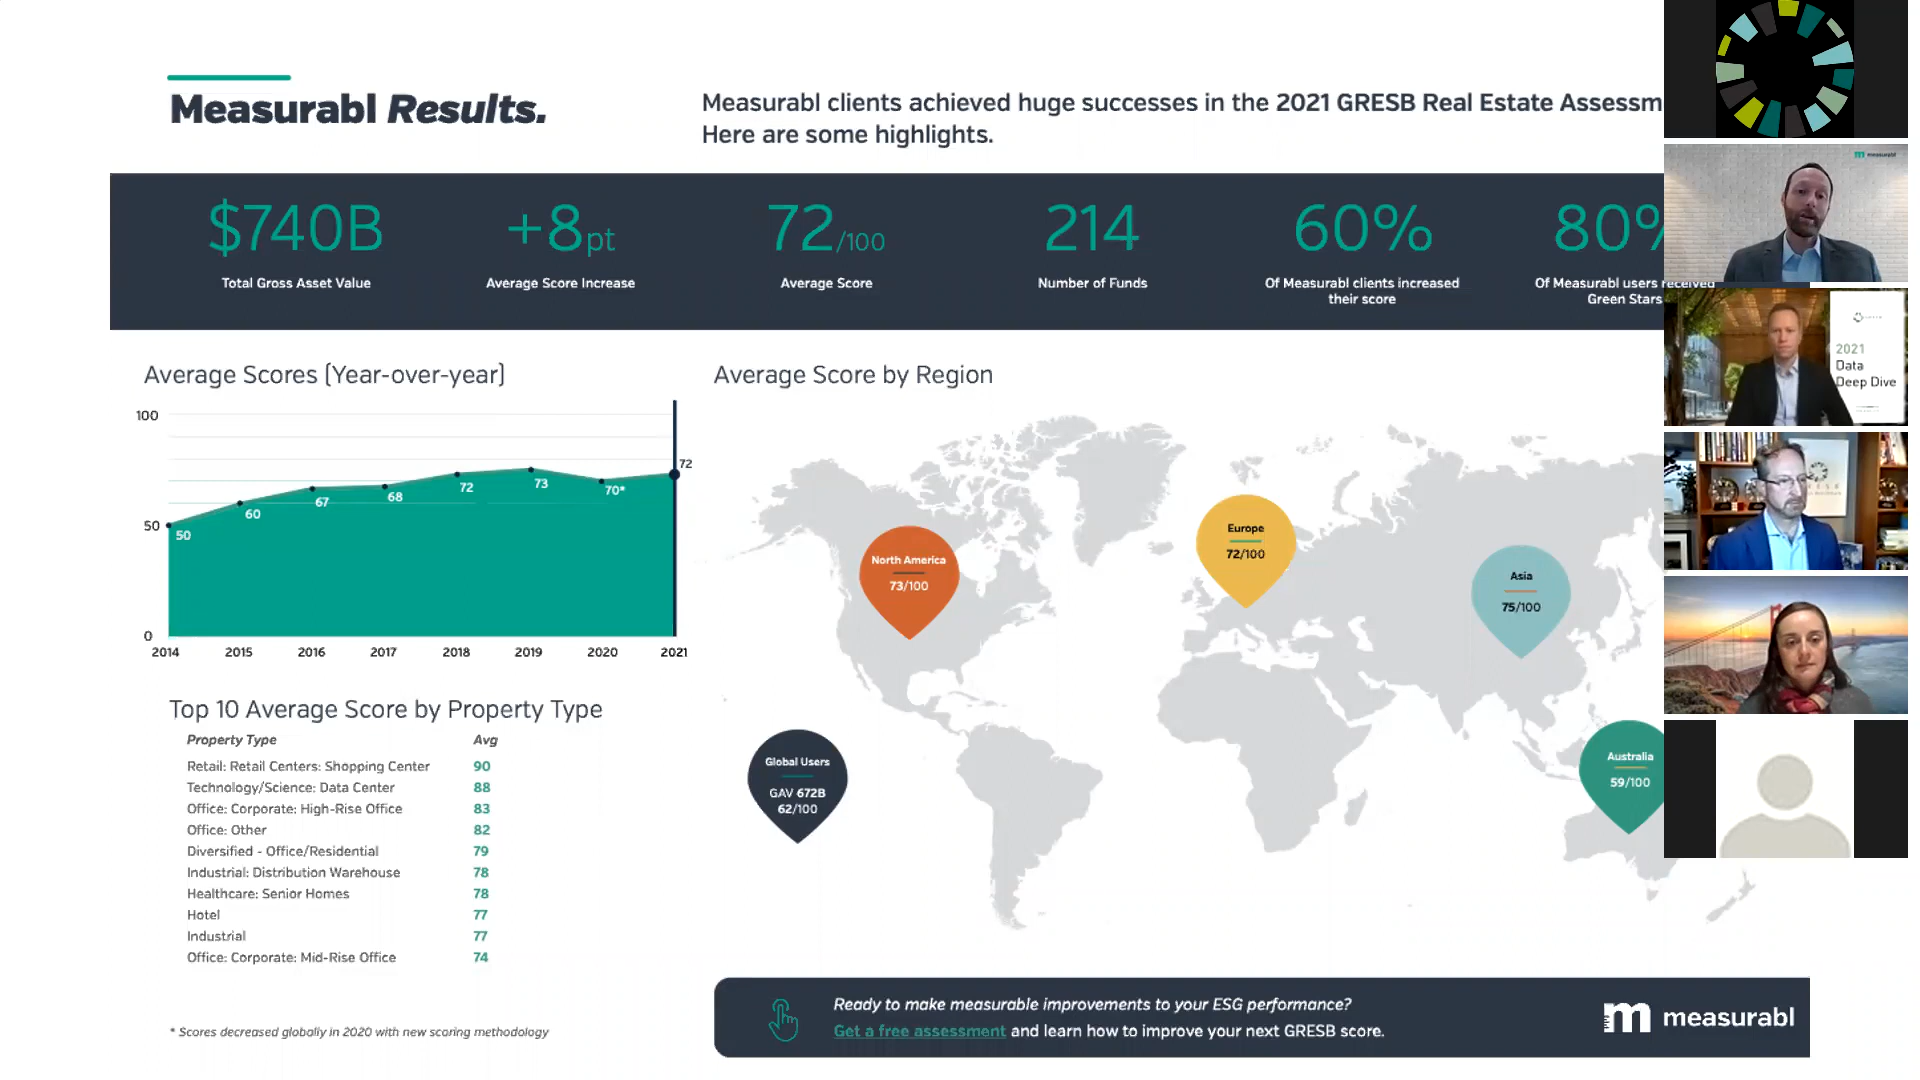 Measurabl Results.
Measurabl clients achieved huge successes in the 2021 GRESB Real Estate Assessm
Here are some highlights.
$740B
Total Gross Asset Value
+8pt
Average Score Increase
72/100
Average Score
214
Number of Funds
60%
Of Measurabl clients increased
their score
80%
Of Measurabl users received
Green Stars
Average Scores (Year-over-year)
100
50
0
50
60
67
68
72
73
70*
72
2014
2015
2016
2017
2018
2019
2020
2021
Top 10 Average Score by Property Type
Property Type Avg
Retail: Retail Centers: Shopping Center 90
Technology/Science: Data Center 88
Office: Corporate: High-Rise Office 83
Office: Other 82
Diversified - Office/Residential 79
Industrial: Distribution Warehouse 78
Healthcare: Senior Homes 78
Hotel 77
Industrial 77
Office: Corporate: Mid-Rise Office 74
* Scores decreased globally in 2020 with new scoring methodology
Average Score by Region
North America
73/100
Europe
72/100
Asia
75/100
Global Users
GAV 672B
62/100
Australia
59/100
Ready to make measurable improvements to your ESG performance?
Get a free assessment and learn how to improve your next GRESB score.
measurabl
measurabl
2021
Data
Deep Dive